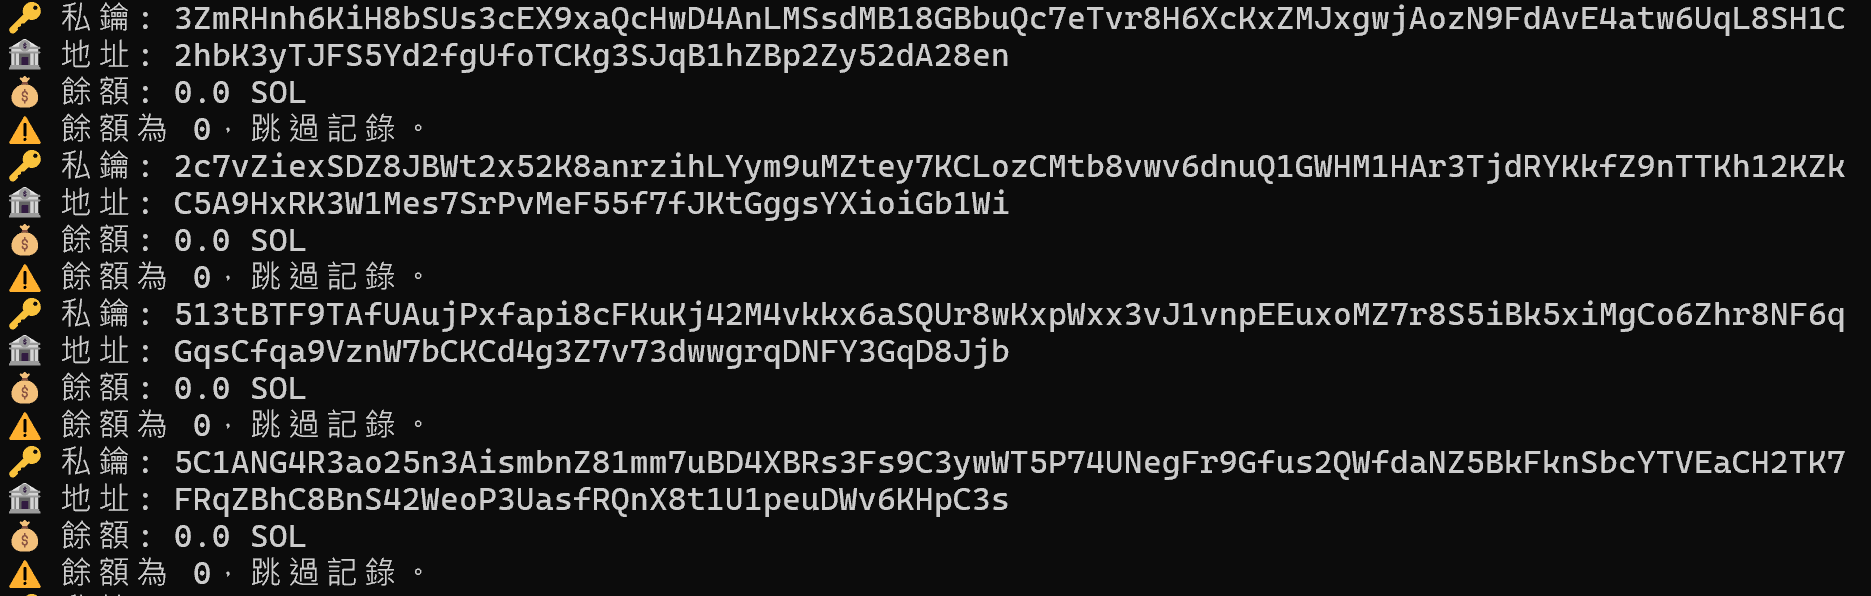 🔑 私鑰: 3ZmRHnh6KiH8bSUs3cEX9xaQcHwD4AnLMSsdMB18GBbuQc7eTvr8H6XcKxZMJxgwjAozN9FdAvE4atw6UqL8SH1C
🏦 地址: 2hbK3yTJFS5Yd2fgUfoTCKg3SJqB1hZBp2Zy52dA28en
💰 餘額: 0.0 SOL
⚠️ 餘額為 0，跳過記錄。
🔑 私鑰: 2c7vZiexSDZ8JBWt2x52K8anrzihLYym9uMZtey7KCLozCMtb8vwv6dnuQ1GWHM1HAr3TjdRYKkfZ9nTTKh12KZk
🏦 地址: C5A9HxRK3W1Mes7SrPvMeF55f7fJKtGggsYXioiGb1Wi
💰 餘額: 0.0 SOL
⚠️ 餘額為 0，跳過記錄。
🔑 私鑰: 513tBTF9TAfUAujPxfapi8cFKuKj42M4vkkx6aSQUr8wKxpWxx3vJ1vnpEEuxoMZ7r8S5iBk5xiMgCo6Zhr8NF6q
🏦 地址: GqsCfqa9VznW7bCKCd4g3Z7v73dwwgrqDNFY3GqD8Jjb
💰 餘額: 0.0 SOL
⚠️ 餘額為 0，跳過記錄。
🔑 私鑰: 5C1ANG4R3ao25n3AismbnZ81mm7uBD4XBRs3Fs9C3ywWT5P74UNegFr9Gfus2QWfdaNZ5BkFknSbcYTVEaCH2TK7
🏦 地址: FRqZBhC8BnS42WeoP3UasfRQnX8t1U1peuDWv6KHpC3s
💰 餘額: 0.0 SOL
⚠️ 餘額為 0，跳過記錄。